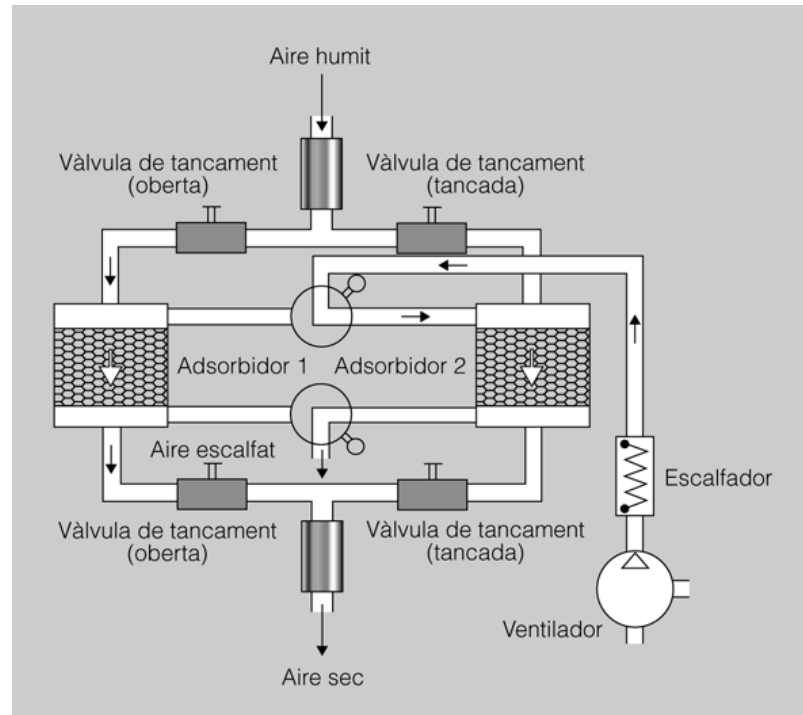 Aire humit
Vàlvula de tancament
(oberta)
Vàlvula de tancament
(tancada)
Adsorbidor 1
Adsorbidor 2
Aire escalfat
Escalfador
Vàlvula de tancament
(oberta)
Vàlvula de tancament
(tancada)
Ventilador
Aire sec